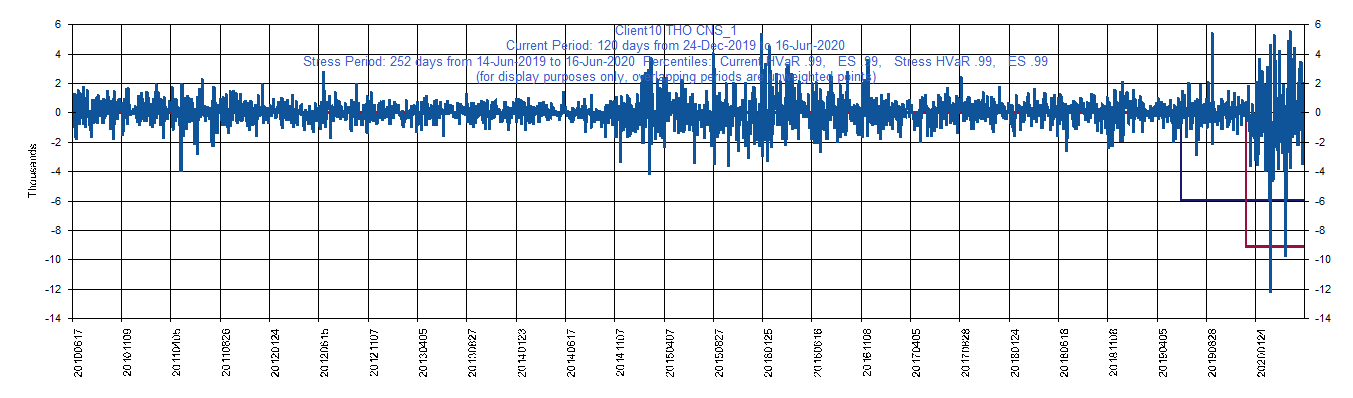 Client10 THO CNS_1
Current Period: 120 days from 24-Dec-2019 to 16-Jun-2020
Stress Period: 252 days from 14-Jun-2019 to 16-Jun-2020 Percentiles: Current HVaR .99, ES .99, Stress HVaR .99, ES .99
(for display purposes only, overlapping periods are unweighted points)
6 6
4 4
2 2
0 0
-2 -2
-4 -4
-6 -6
-8 -8
-10 -10
-12 -12
-14 -14
Thousands
20100617 20101109 20110405 20110826 20120124 20120615 20121107 20130405 20130827 20140123 20140617 20141107 20150407 20150827 20160125 20160616 20161108 20170405 20170828 20180124 20180618 20181108 20190405 20190828 20200124